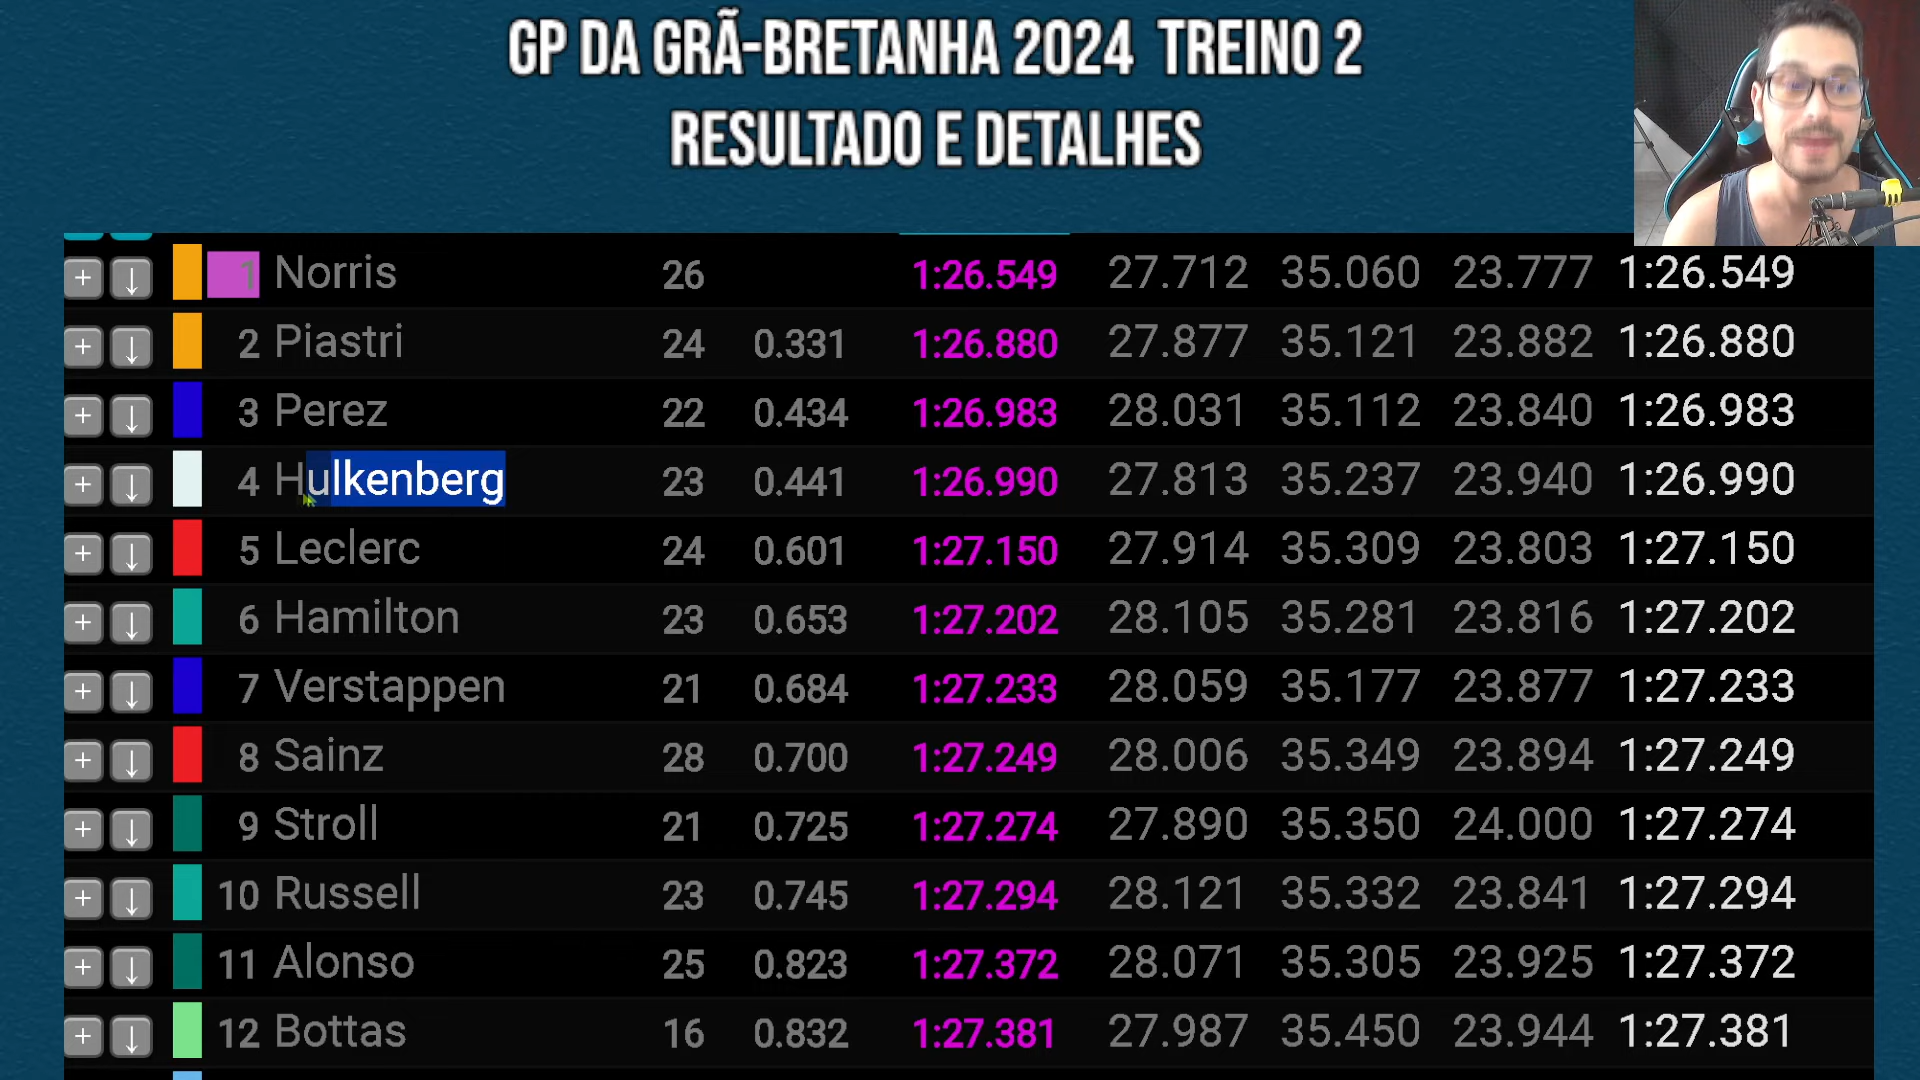 GP DA GRÃ-BRETANHA 2024 TREINO 2
RESULTADO E DETALHES
+ ↓ 1 Norris 26 1:26.549 27.712 35.060 23.777 1:26.549
+ ↓ 2 Piastri 24 0.331 1:26.880 27.877 35.121 23.882 1:26.880
+ ↓ 3 Perez 22 0.434 1:26.983 28.031 35.112 23.840 1:26.983
+ ↓ 4 Hulkenberg 23 0.441 1:26.990 27.813 35.237 23.940 1:26.990
+ ↓ 5 Leclerc 24 0.601 1:27.150 27.914 35.309 23.803 1:27.150
+ ↓ 6 Hamilton 23 0.653 1:27.202 28.105 35.281 23.816 1:27.202
+ ↓ 7 Verstappen 21 0.684 1:27.233 28.059 35.177 23.877 1:27.233
+ ↓ 8 Sainz 28 0.700 1:27.249 28.006 35.349 23.894 1:27.249
+ ↓ 9 Stroll 21 0.725 1:27.274 27.890 35.350 24.000 1:27.274
+ ↓ 10 Russell 23 0.745 1:27.294 28.121 35.332 23.841 1:27.294
+ ↓ 11 Alonso 25 0.823 1:27.372 28.071 35.305 23.925 1:27.372
+ ↓ 12 Bottas 16 0.832 1:27.381 27.987 35.450 23.944 1:27.381